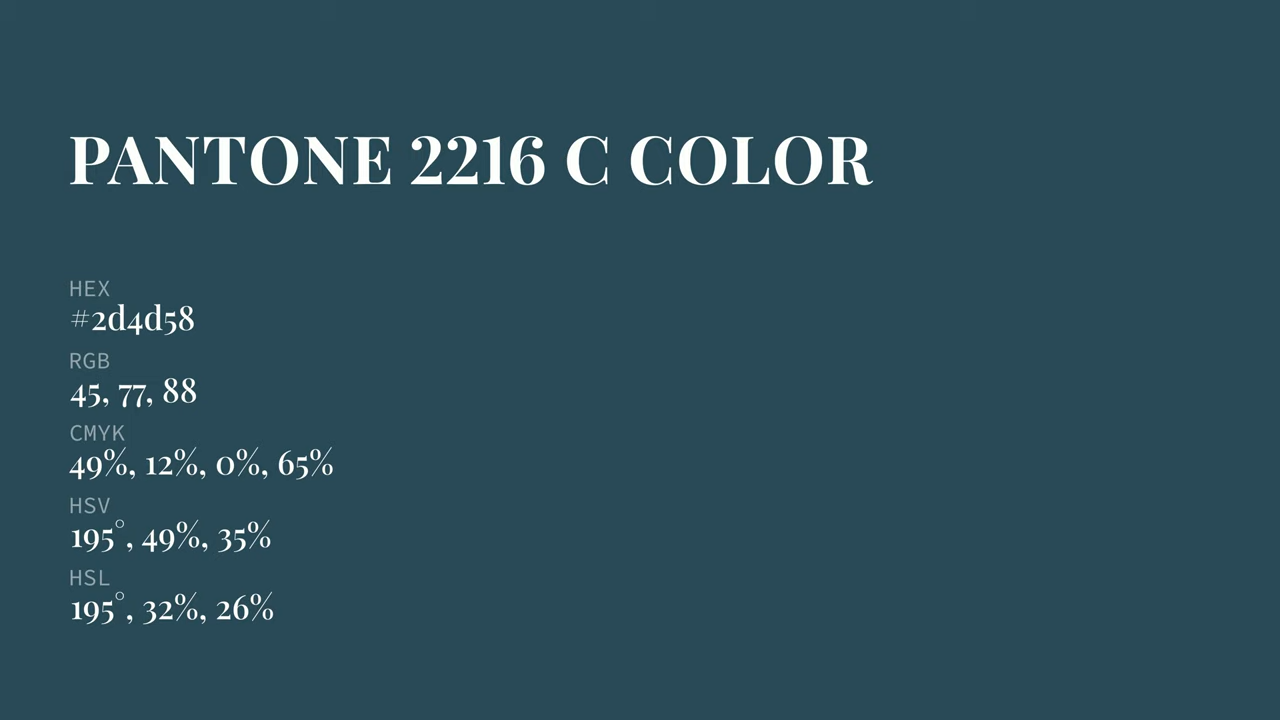 PANTONE 2216 C COLOR
HEX
#2d4d58
RGB
45, 77, 88
CMYK
49%, 12%, 0%, 65%
HSV
195°, 49%, 35%
HSL
195°, 32%, 26%